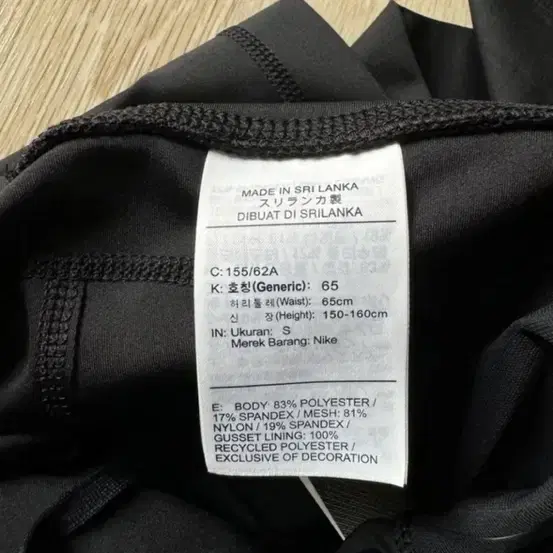 MADE IN SRI LANKA
スリランカ製
DIBUAT DI SRILANKA
C: 155/62A
K: 호칭(Generic): 65
허리둘레(Waist): 65cm
신 장(Height): 150-160cm
IN: Ukuran: S
Merek Barang: Nike
E: BODY 83% POLYESTER /
17% SPANDEX / MESH: 81%
NYLON / 19% SPANDEX /
GUSSET LINING: 100%
RECYCLED POLYESTER /
EXCLUSIVE OF DECORATION